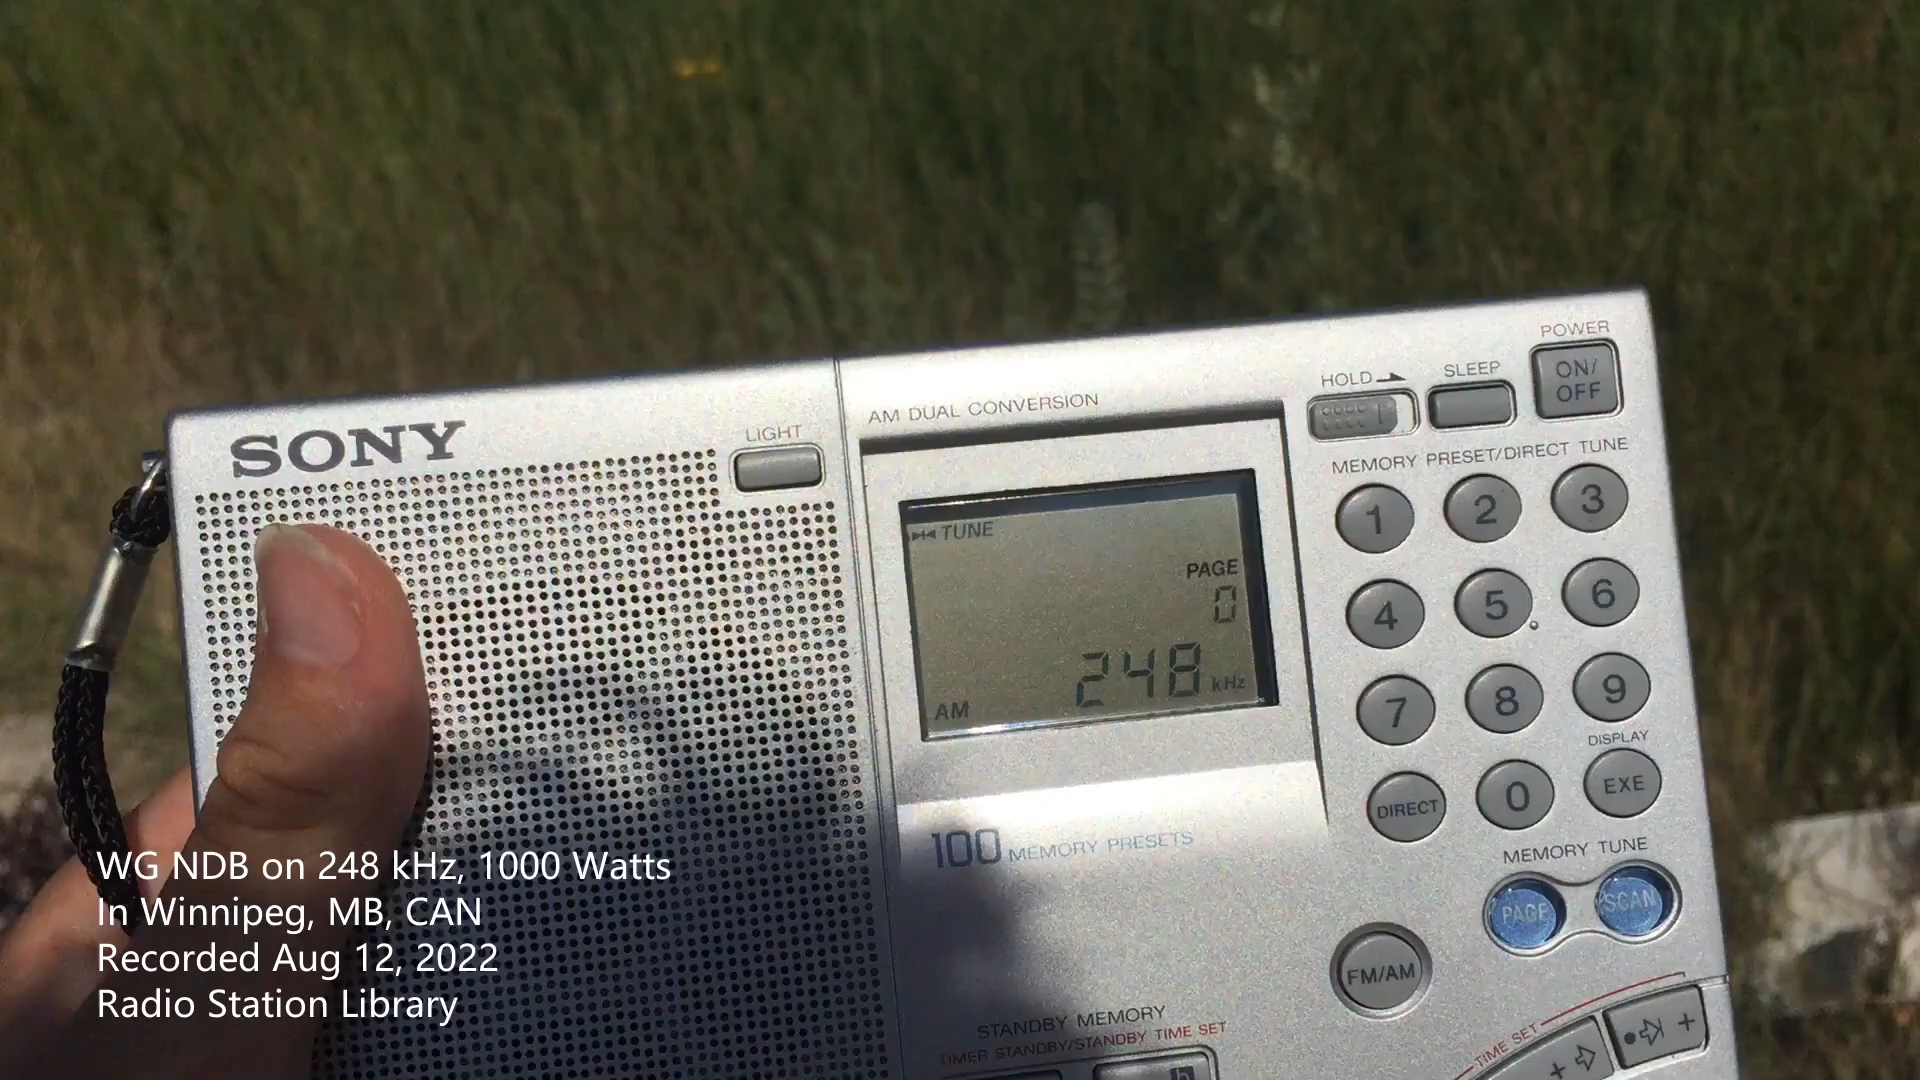 SONY
LIGHT
AM DUAL CONVERSION
HOLD
SLEEP
POWER
ON/
OFF
TUNE
PAGE
0
248 kHz
AM
MEMORY PRESET/DIRECT TUNE
1 2 3
4 5 6
7 8 9
DISPLAY
DIRECT 0 EXE
100 MEMORY PRESETS
MEMORY TUNE
PAGE SCAN
FM/AM
STANDBY MEMORY
TIMER STANDBY/STANDBY TIME SET
TIME SET
+
+
WG NDB on 248 kHz, 1000 Watts
In Winnipeg, MB, CAN
Recorded Aug 12, 2022
Radio Station Library